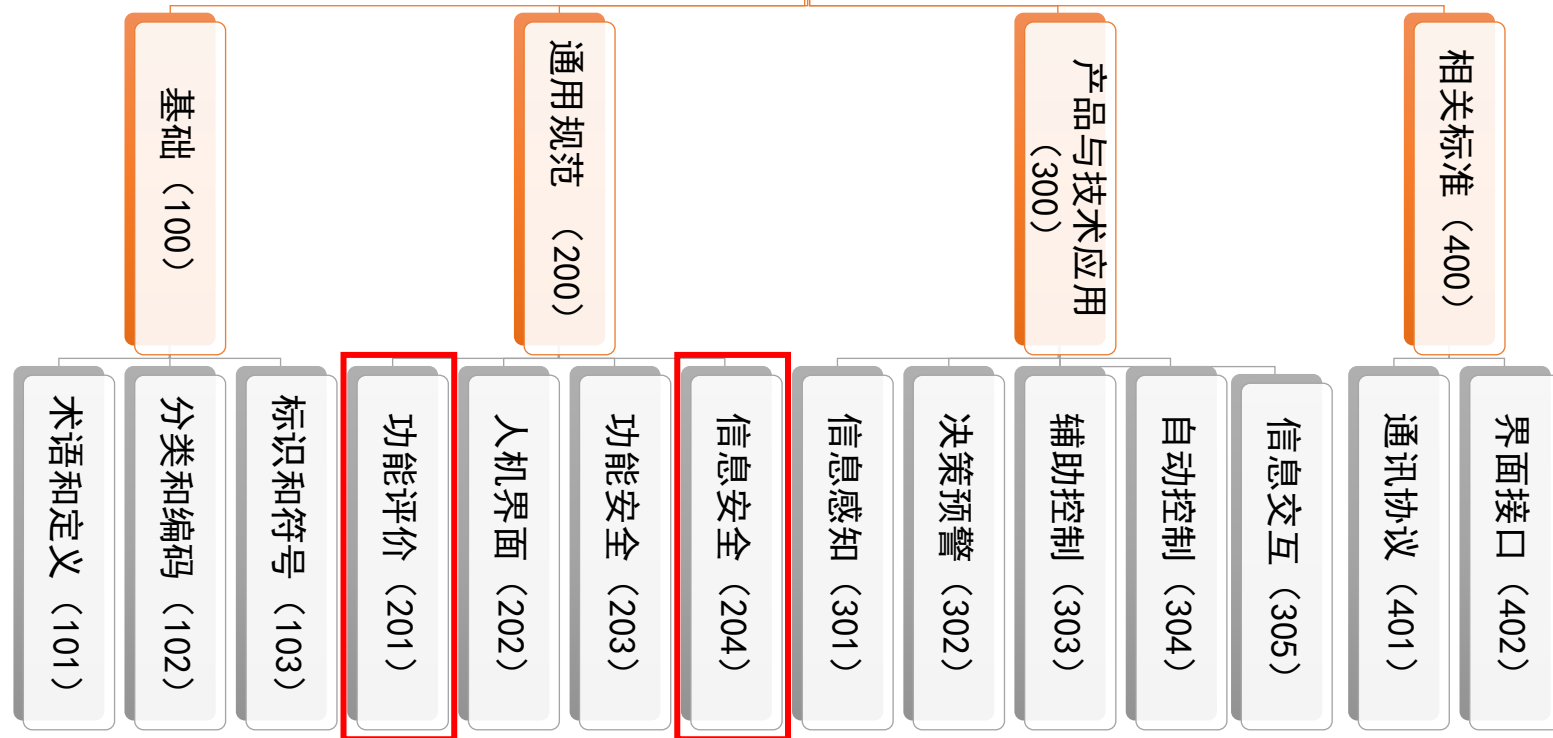 基础（100）
通用规范 （200）
产品与技术应用
（300）
相关标准（400）
术语和定义（101）
分类和编码（102）
标识和符号（103）
功能评价（201）
人机界面（202）
功能安全（203）
信息安全（204）
信息感知（301）
决策预警（302）
辅助控制（303）
自动控制（304）
信息交互（305）
通讯协议（401）
界面接口（402）